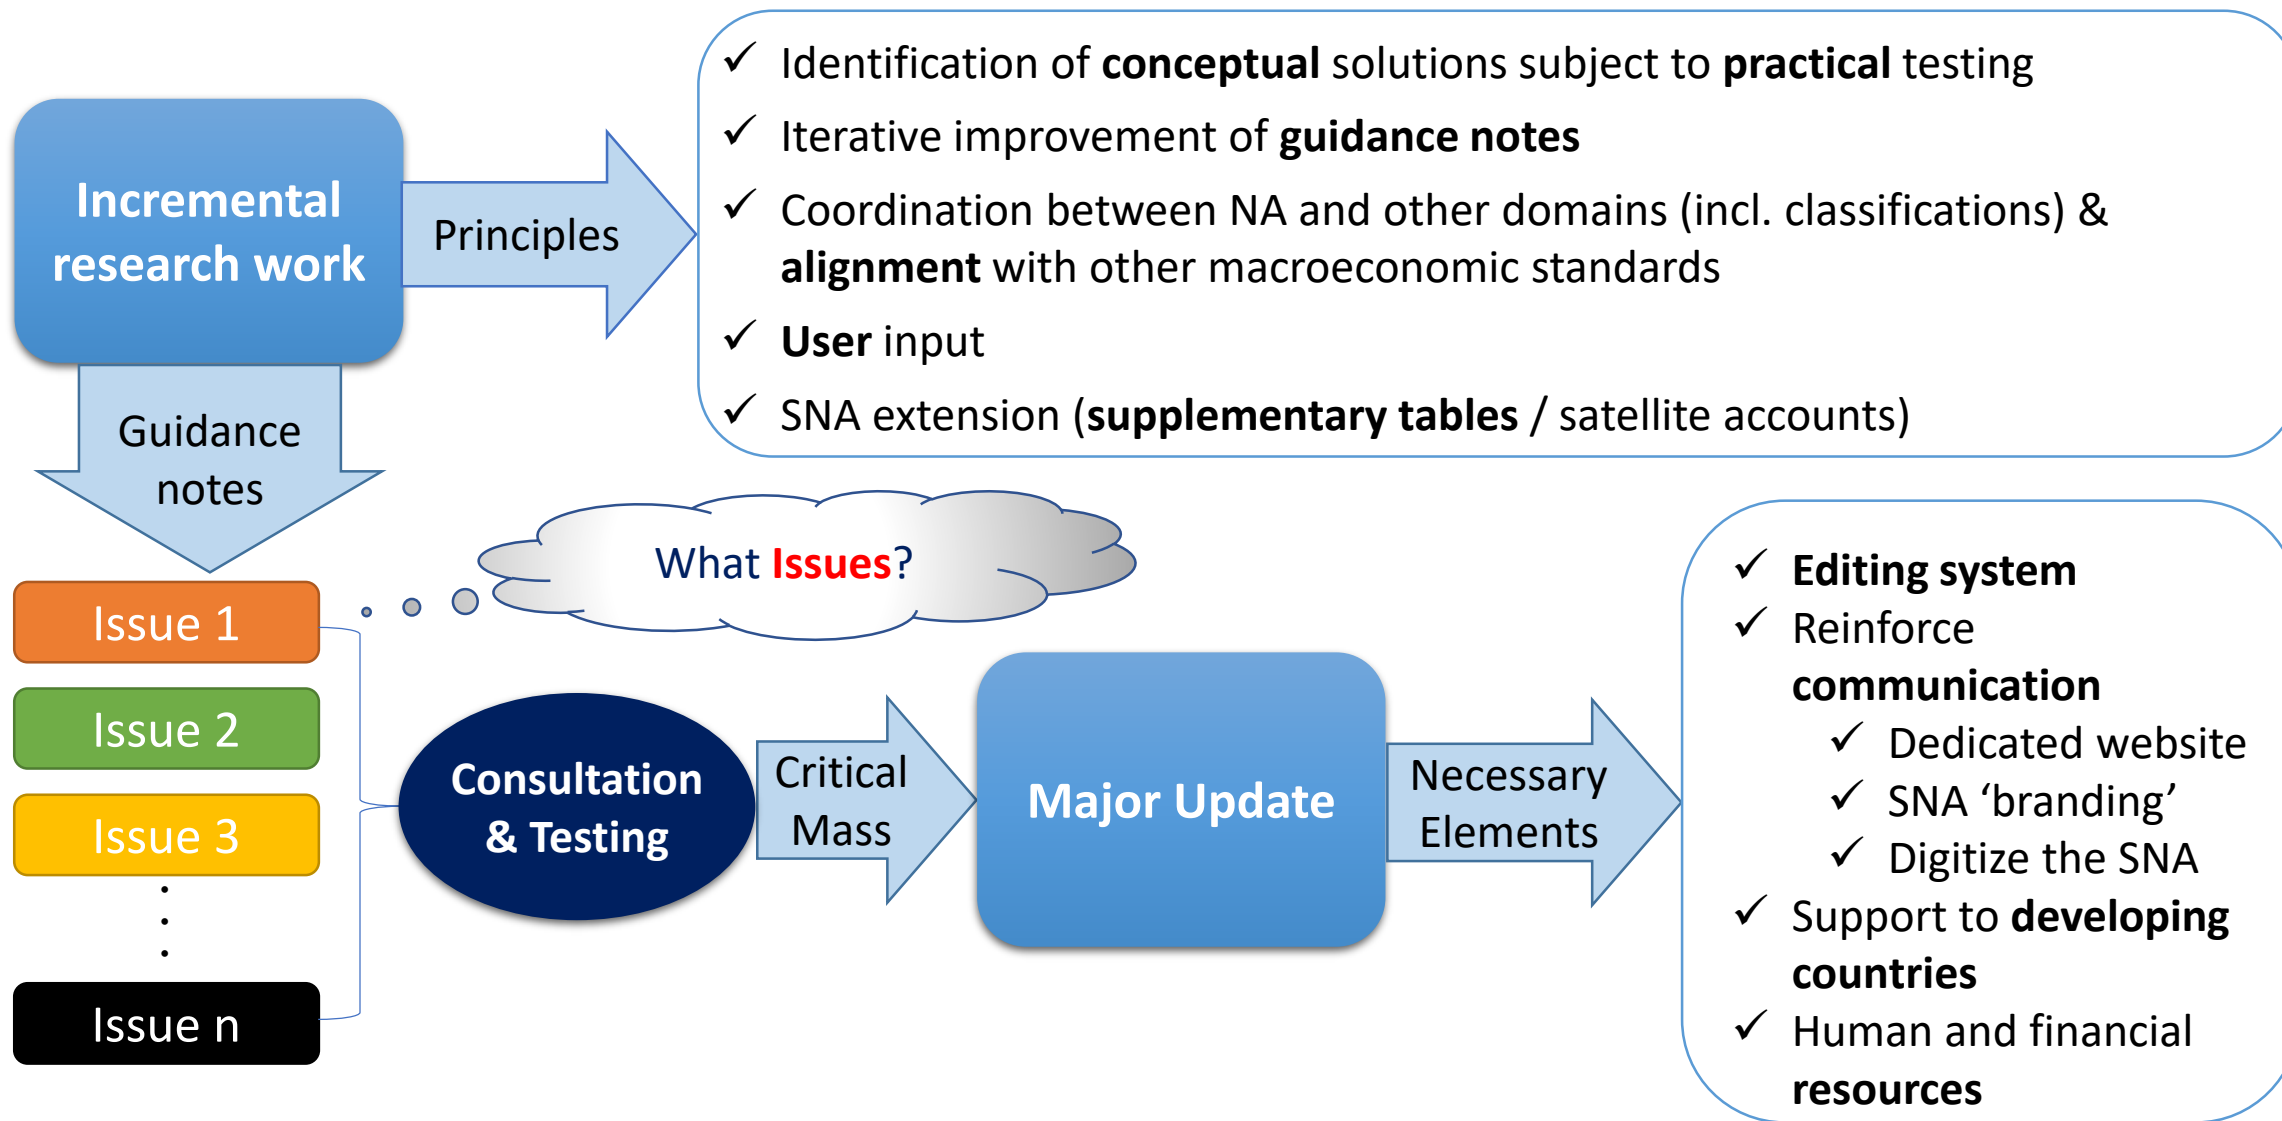 Incremental
research work
Principles
✓ Identification of conceptual solutions subject to practical testing
✓ Iterative improvement of guidance notes
✓ Coordination between NA and other domains (incl. classifications) &
alignment with other macroeconomic standards
✓ User input
✓ SNA extension (supplementary tables / satellite accounts)
Guidance
notes
What Issues?
Issue 1
Issue 2
Issue 3
.
.
.
Issue n
Consultation
& Testing
Critical
Mass
Major Update
Necessary
Elements
✓ Editing system
✓ Reinforce
communication
✓ Dedicated website
✓ SNA ‘branding’
✓ Digitize the SNA
✓ Support to developing
countries
✓ Human and financial
resources